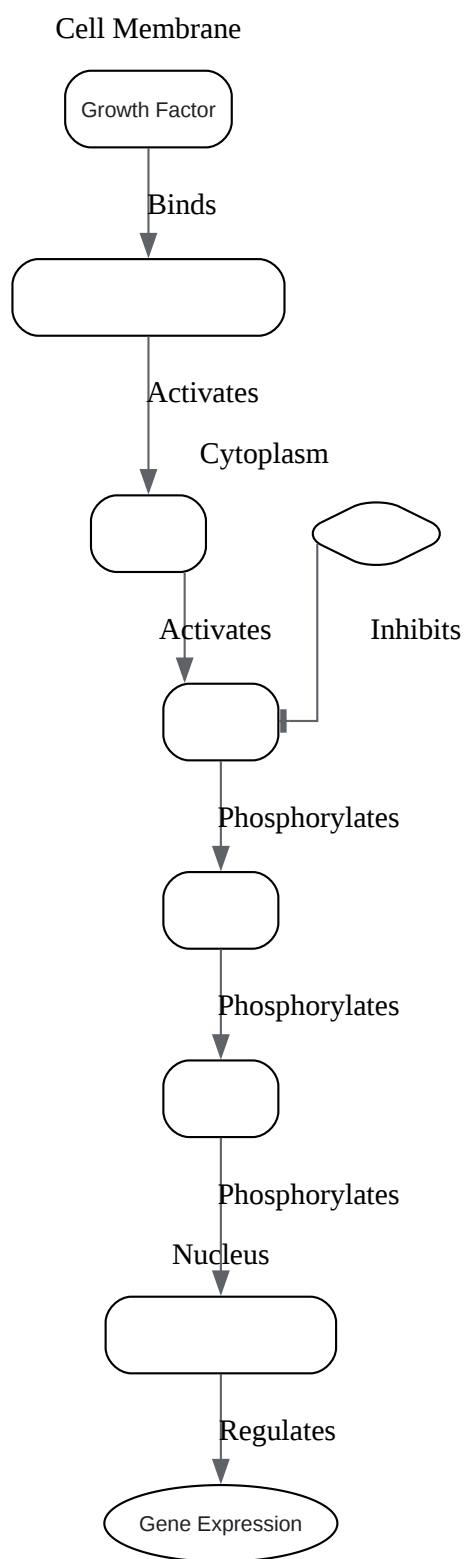 Cell Membrane
Growth Factor
Binds
Activates
Cytoplasm
Activates
Inhibits
Phosphorylates
Phosphorylates
Phosphorylates
Nucleus
Regulates
Gene Expression